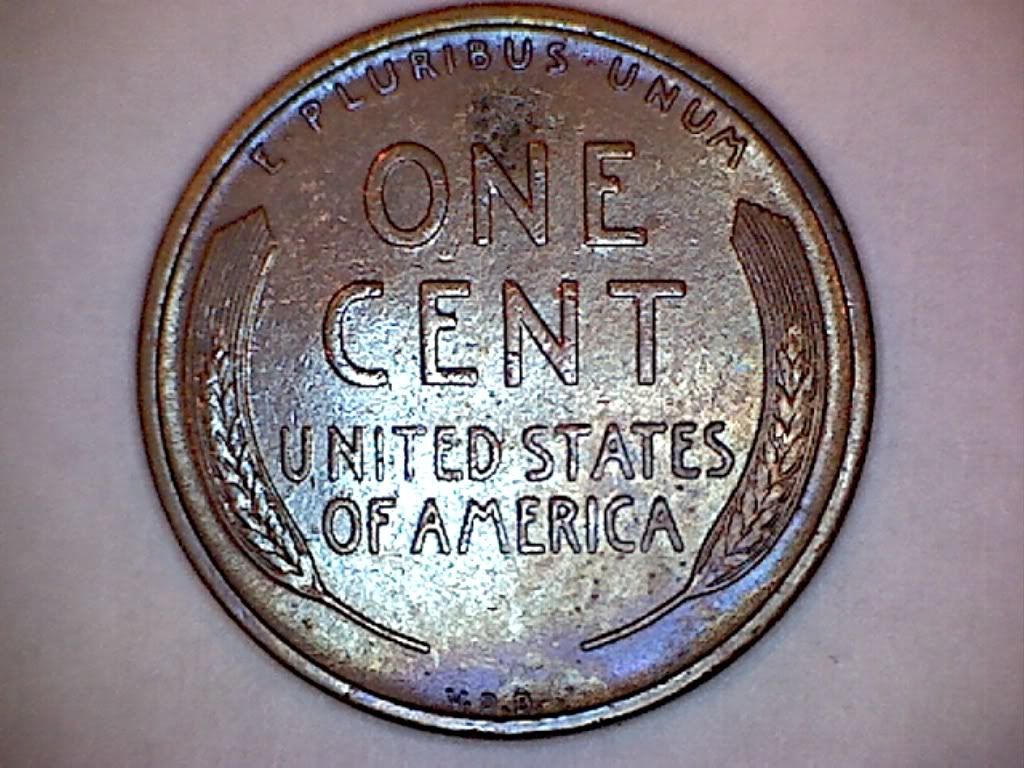 E PLURIBUS UNUM
ONE
CENT
UNITED STATES
OF AMERICA
V.D.B.